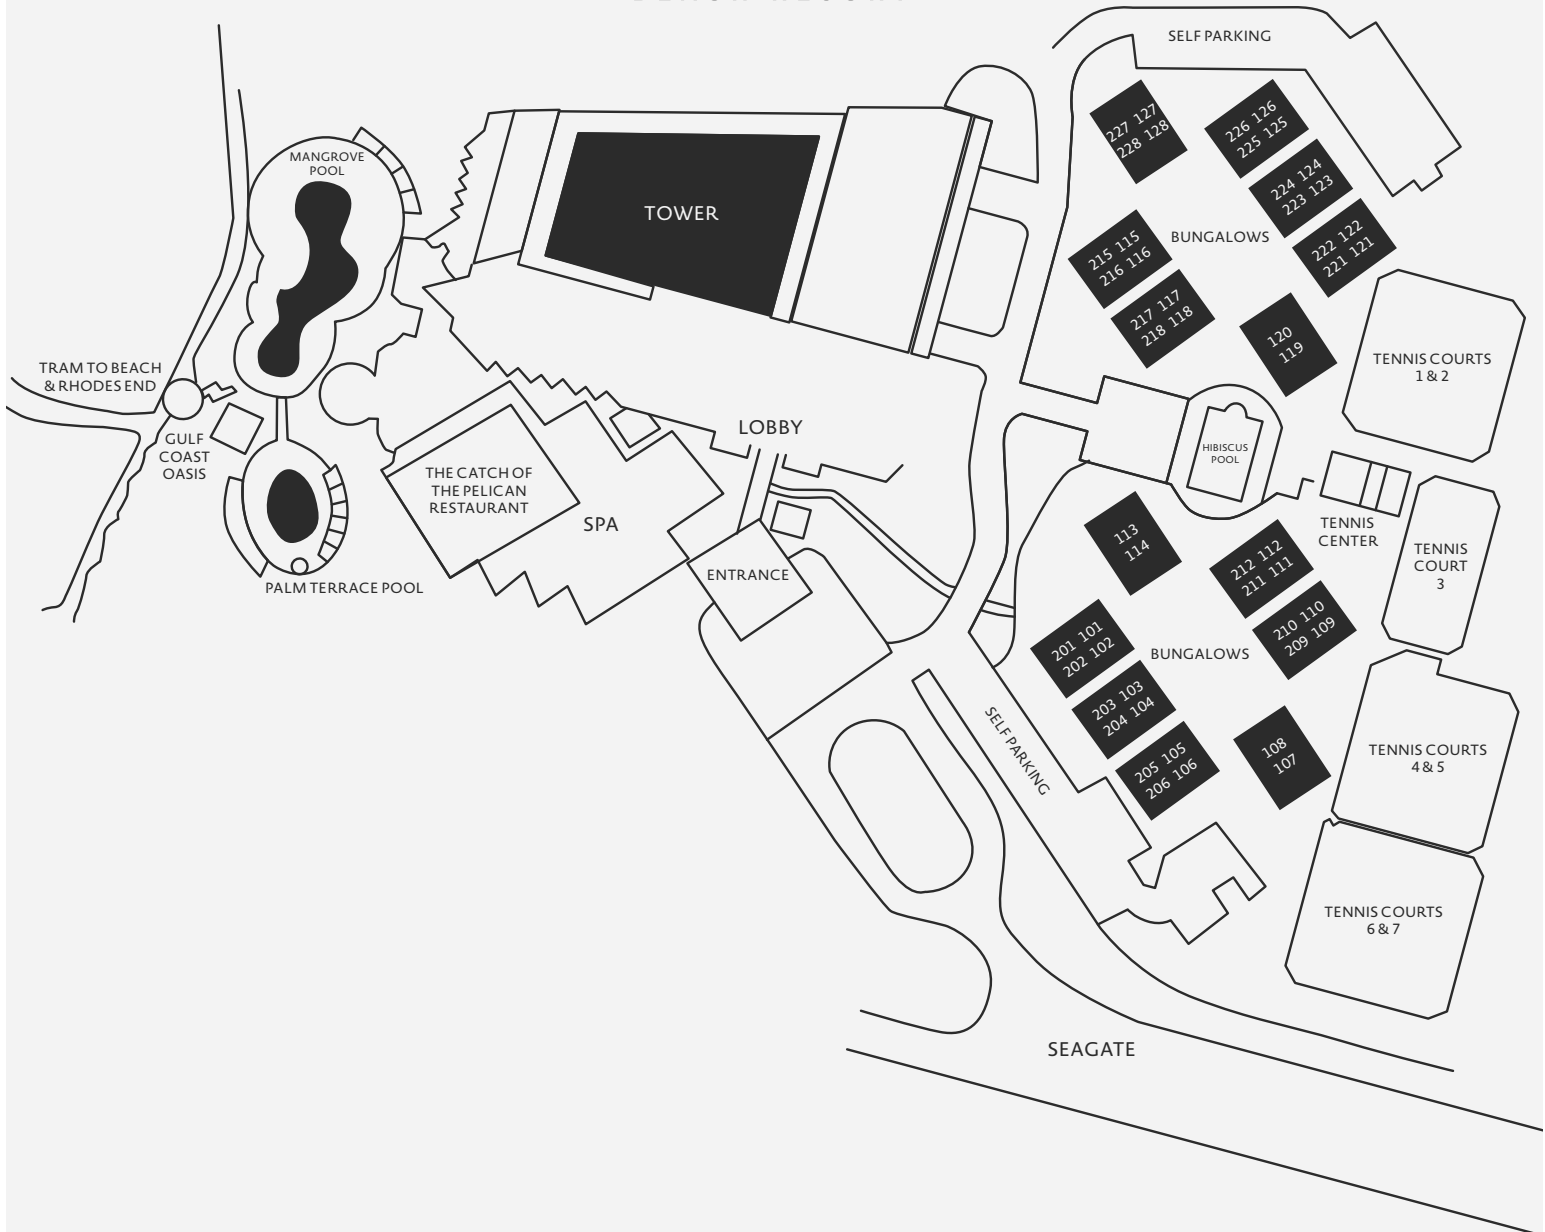 SELF PARKING
227 127
228 128
226 126
225 125
MANGROVE
POOL
224 124
223 123
TOWER
215 115
216 116
BUNGALOWS
222 122
221 121
217 117
218 118
120
119
TENNIS COURTS
1 & 2
TRAM TO BEACH
& RHODES END
GULF
COAST
OASIS
LOBBY
HIBISCUS
POOL
THE CATCH OF
THE PELICAN
RESTAURANT
SPA
TENNIS
CENTER
113
114
TENNIS
COURT
3
212 112
211 111
ENTRANCE
PALM TERRACE POOL
210 110
209 109
201 101
202 102
BUNGALOWS
203 103
204 104
SELF PARKING
205 105
206 106
108
107
TENNIS COURTS
4 & 5
TENNIS COURTS
6 & 7
SEAGATE